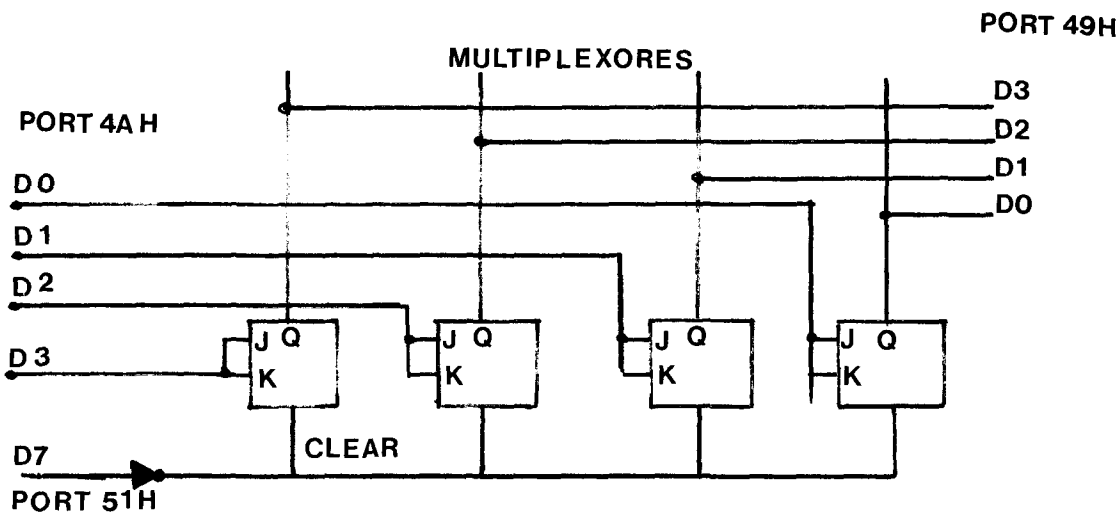 PORT 49H
MULTIPLEXORES
D3
D2
D1
D0
PORT 4A H
D0
D1
D2
D3
J Q
K
J Q
K
J Q
K
J Q
K
CLEAR
D7
PORT 51H